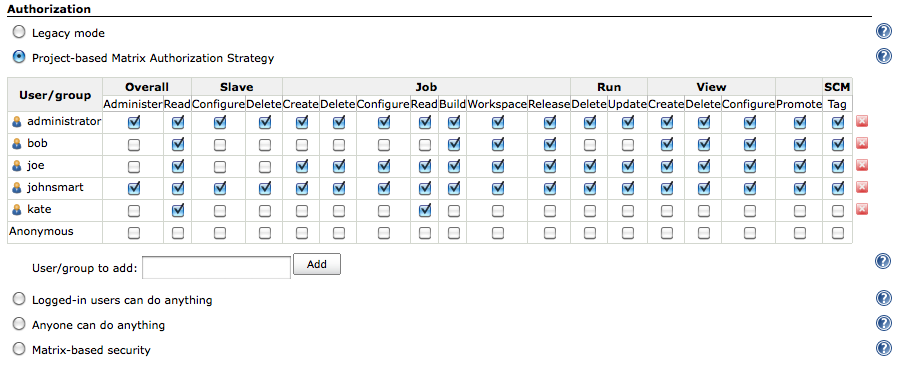 Authorization
Legacy mode
Project-based Matrix Authorization Strategy
User/group Overall Slave Job Run View SCM
Administer Read Configure Delete Create Delete Configure Read Build Workspace Release Delete Update Create Delete Configure Promote Tag
administrator
bob
joe
johnsmart
kate
Anonymous
User/group to add: Add
Logged-in users can do anything
Anyone can do anything
Matrix-based security